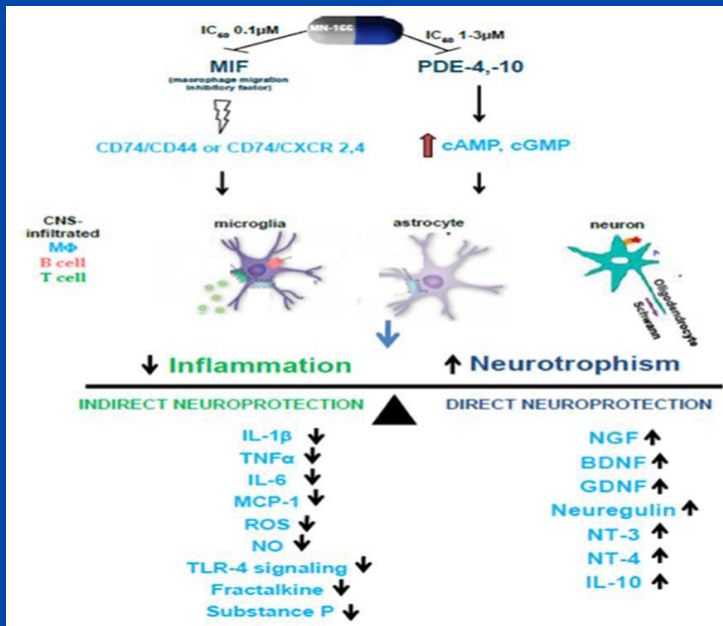 IC₅₀ 0.1µM
MN-166
IC₅₀ 1-3µM
MIF
(macrophage migration
inhibitory factor)
PDE-4,-10
CD74/CD44 or CD74/CXCR 2,4
cAMP, cGMP
CNS-
infiltrated
MΦ
B cell
T cell
microglia
astrocyte
neuron
Oligodendrocyte
Schwann
↓ Inflammation
↑ Neurotrophism
INDIRECT NEUROPROTECTION
DIRECT NEUROPROTECTION
IL-1β ↓
TNFα ↓
IL-6 ↓
MCP-1 ↓
ROS ↓
NO ↓
TLR-4 signaling ↓
Fractalkine ↓
Substance P ↓
NGF ↑
BDNF ↑
GDNF ↑
Neuregulin ↑
NT-3 ↑
NT-4 ↑
IL-10 ↑